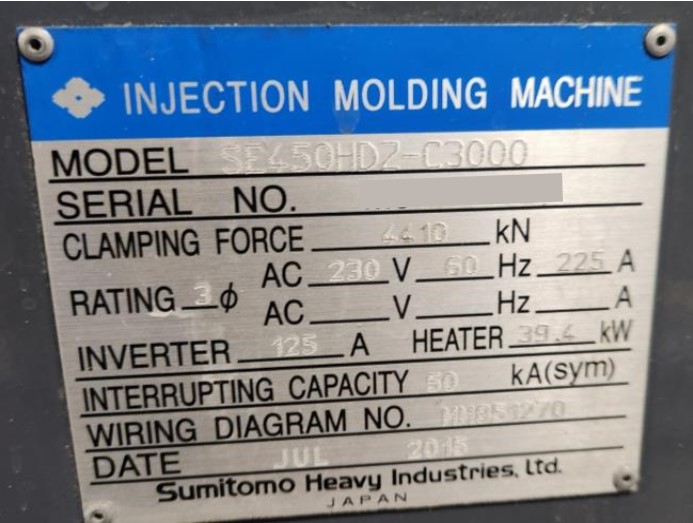 INJECTION MOLDING MACHINE
MODEL SE450HDZ-C3000
SERIAL NO.
CLAMPING FORCE 4410 kN
RATING 3 ϕ AC 230 V 60 Hz 225 A
AC V Hz A
INVERTER 125 A HEATER 39.4 kW
INTERRUPTING CAPACITY 50 kA(sym)
WIRING DIAGRAM NO.
DATE JUL
Sumitomo Heavy Industries, Ltd.
JAPAN